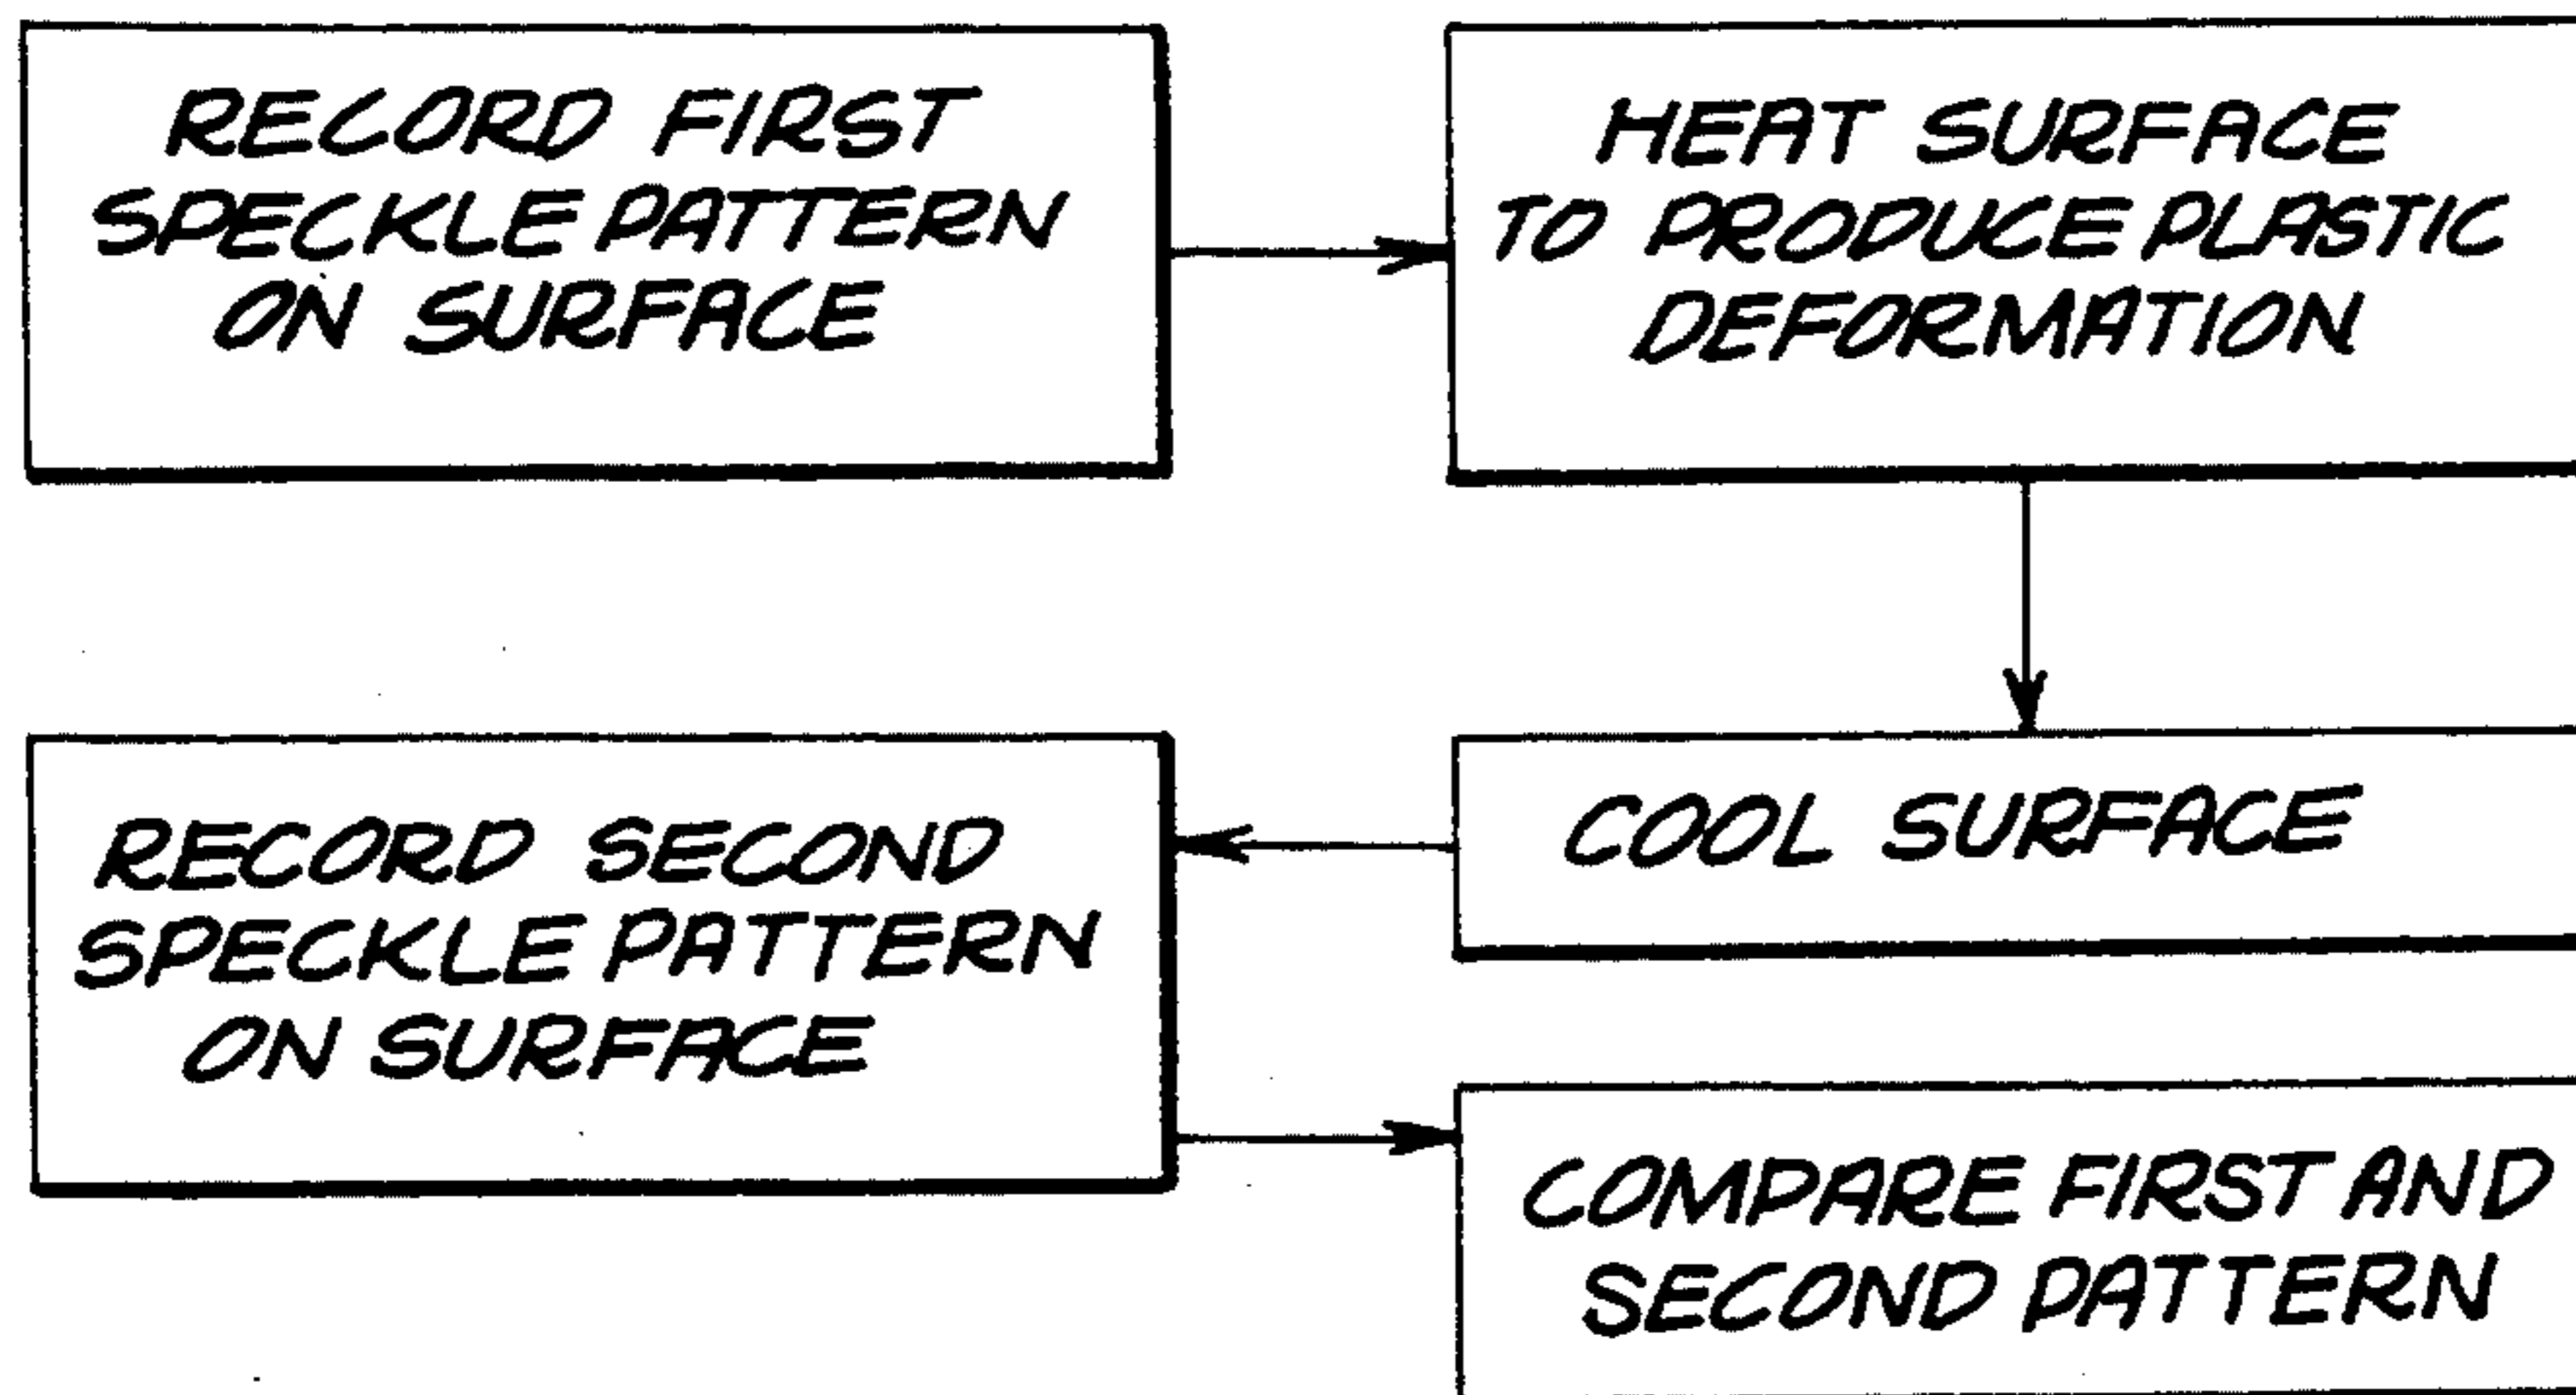 RECORD FIRST
SPECKLE PATTERN
ON SURFACE
HEAT SURFACE
TO PRODUCE PLASTIC
DEFORMATION
COOL SURFACE
RECORD SECOND
SPECKLE PATTERN
ON SURFACE
COMPARE FIRST AND
SECOND PATTERN